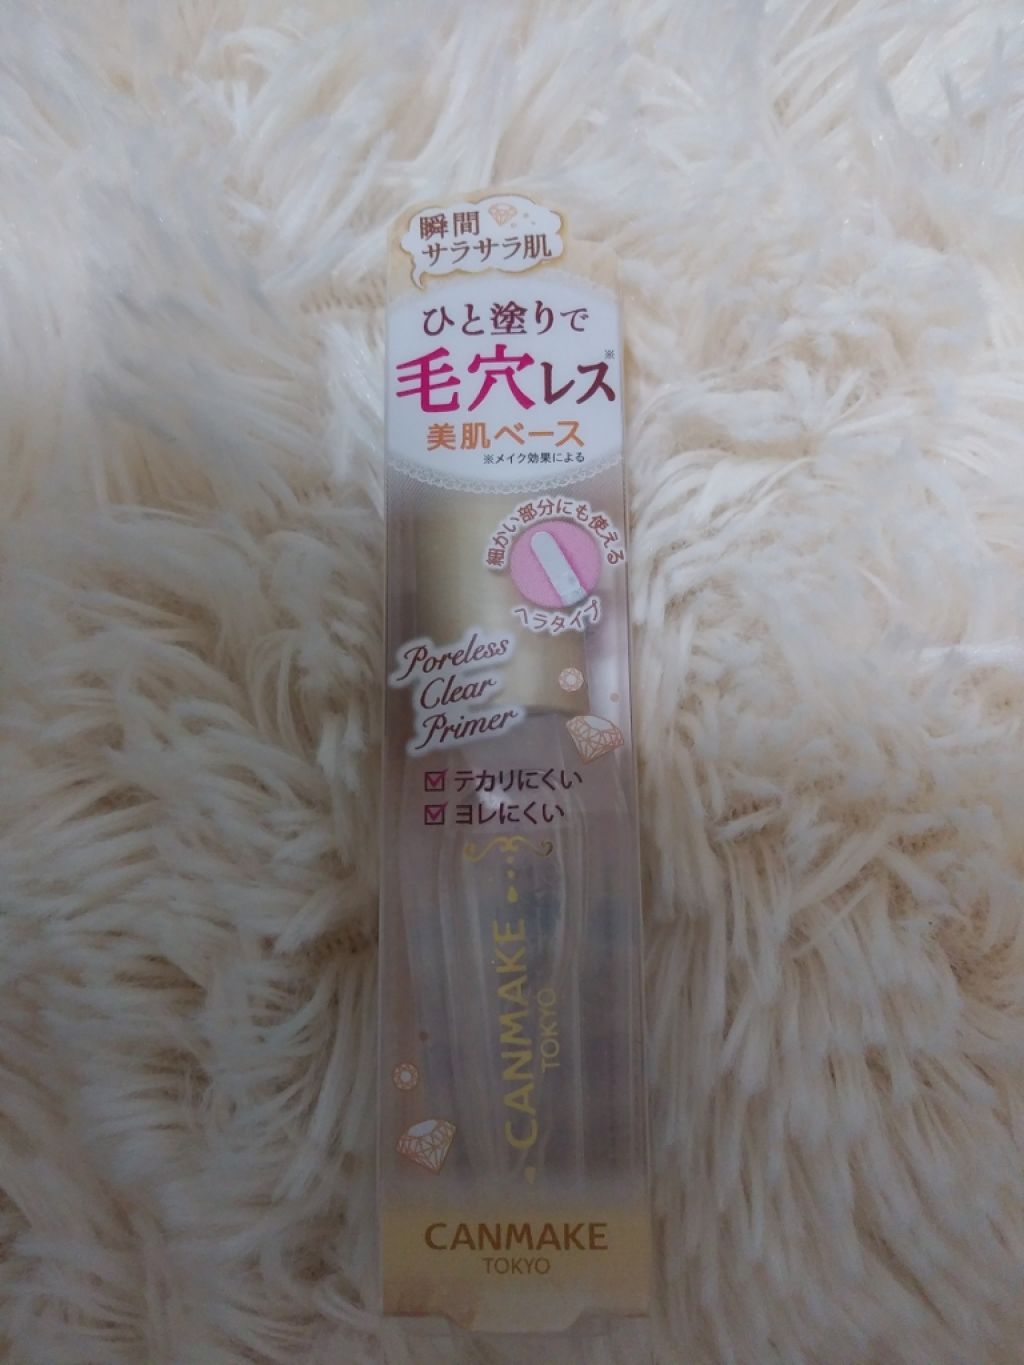 瞬間
サラサラ肌
ひと塗りで
毛穴レス※
美肌ベース
※メイク効果による
細かい部分にも使える
ヘラタイプ
Poreless
Clear
Primer
テカリにくい
ヨレにくい
CANMAKE
TOKYO
CANMAKE
TOKYO